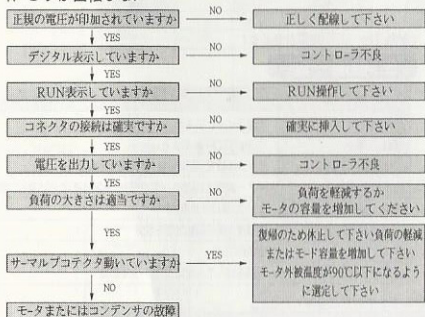 正規の電圧が印加されていますか
NO
正しく配線して下さい
YES
デジタル表示していますか
NO
コントローラ不良
YES
RUN表示していますか
NO
RUN操作して下さい
YES
コネクタの接続は確実ですか
NO
確実に挿入して下さい
YES
電圧を出力していますか
NO
コントローラ不良
YES
負荷の大きさは適当ですか
NO
負荷を軽減するか
モータの容量を増加してください
YES
サーマルプコテクタ動いていますか
YES
復帰のため休止して下さい負荷の軽減
またはモード容量を増加して下さい
モータ外被温度が90℃以下になるよう
に選定して下さい
NO
モータまたにはコンデンサの故障